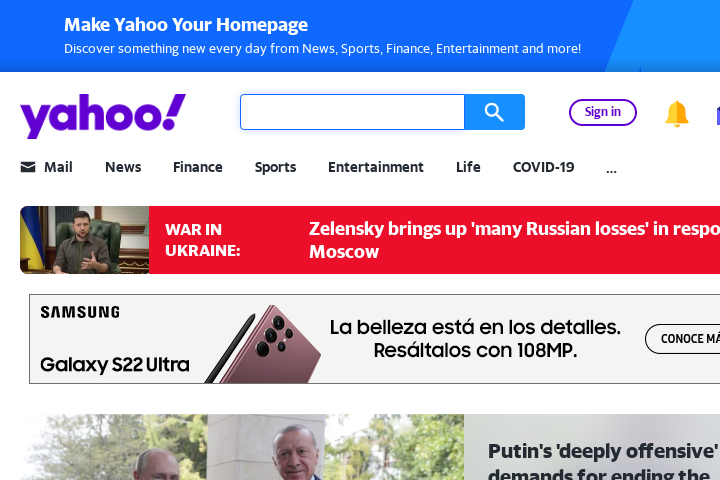 Make Yahoo Your Homepage
Discover something new every day from News, Sports, Finance, Entertainment and more!
yahoo!
Sign in
Mail News Finance Sports Entertainment Life COVID-19 ...
WAR IN
UKRAINE:
Zelensky brings up 'many Russian losses' in respo
Moscow
SAMSUNG
Galaxy S22 Ultra
La belleza está en los detalles.
Resáltalos con 108MP.
CONOCE MÁ
Putin's 'deeply offensive'
demands for ending the